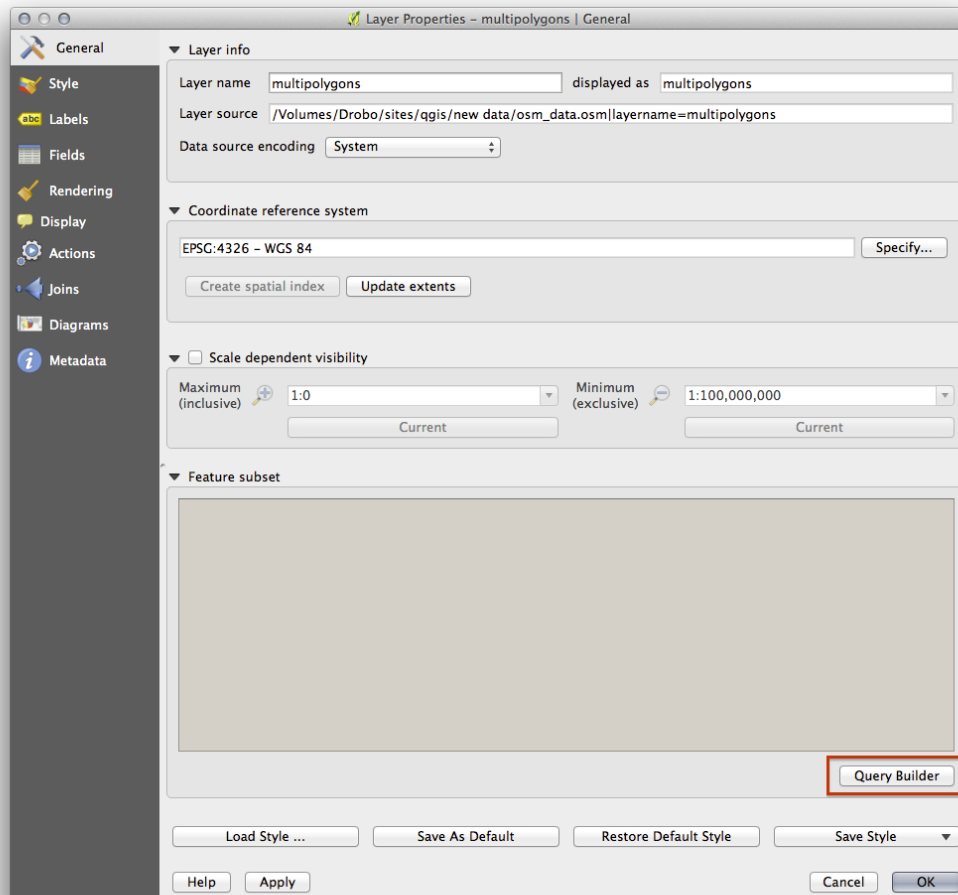 Layer Properties – multipolygons | General
General
Style
abc Labels
Fields
Rendering
Display
Actions
Joins
Diagrams
i Metadata
Layer info
Layer name multipolygons displayed as multipolygons
Layer source /Volumes/Drobo/sites/qgis/new data/osm_data.osm|layername=multipolygons
Data source encoding System
Coordinate reference system
EPSG:4326 – WGS 84 Specify...
Create spatial index Update extents
Scale dependent visibility
Maximum (inclusive) 1:0 Minimum (exclusive) 1:100,000,000
Current Current
Feature subset
Query Builder
Load Style ... Save As Default Restore Default Style Save Style
Help Apply Cancel OK